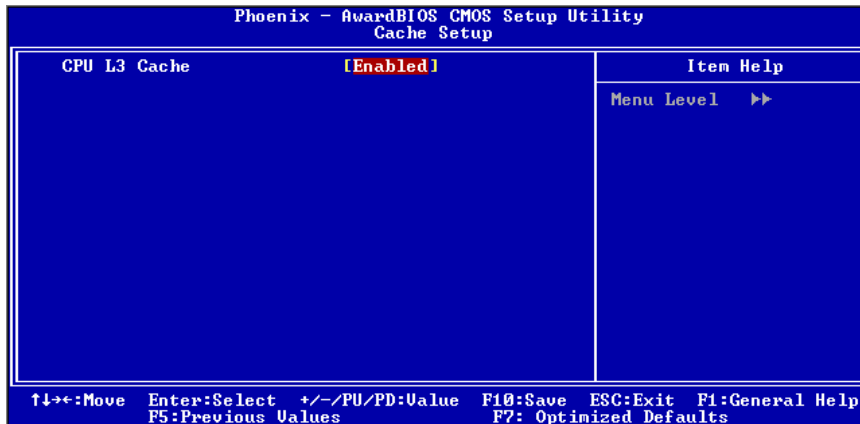 Phoenix - AwardBIOS CMOS Setup Utility
Cache Setup
CPU L3 Cache [Enabled]
Item Help
Menu Level ►►
↑↓→←:Move Enter:Select +/-/PU/PD:Value F10:Save ESC:Exit F1:General Help
F5:Previous Values F7: Optimized Defaults